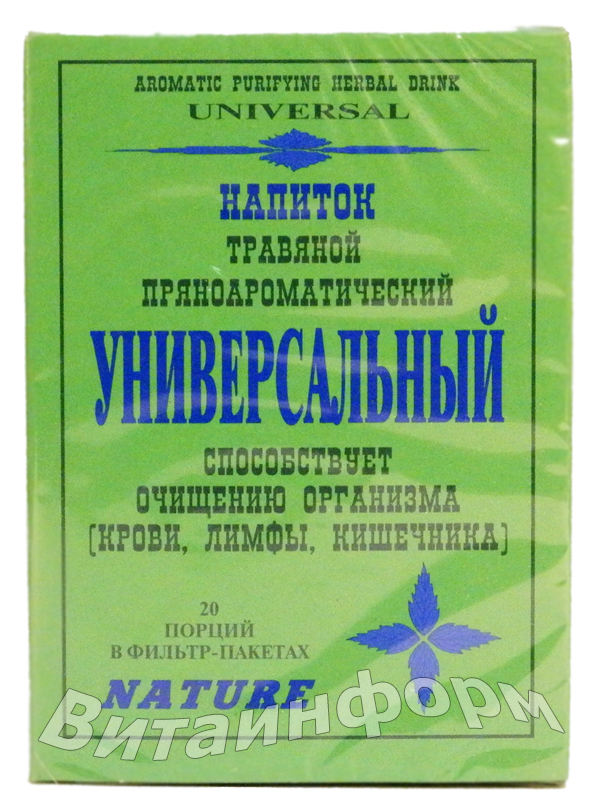 AROMATIC PURIFYING HERBAL DRINK
UNIVERSAL
НАПИТОК
ТРАВЯНОЙ
ПРЯНОАРОМАТИЧЕСКИЙ
УНИВЕРСАЛЬНЫЙ
СПОСОБСТВУЕТ
ОЧИЩЕНИЮ ОРГАНИЗМА
(КРОВИ, ЛИМФЫ, КИШЕЧНИКА)
20
ПОРЦИЙ
В ФИЛЬТР-ПАКЕТАХ
NATURE
Витаинформ